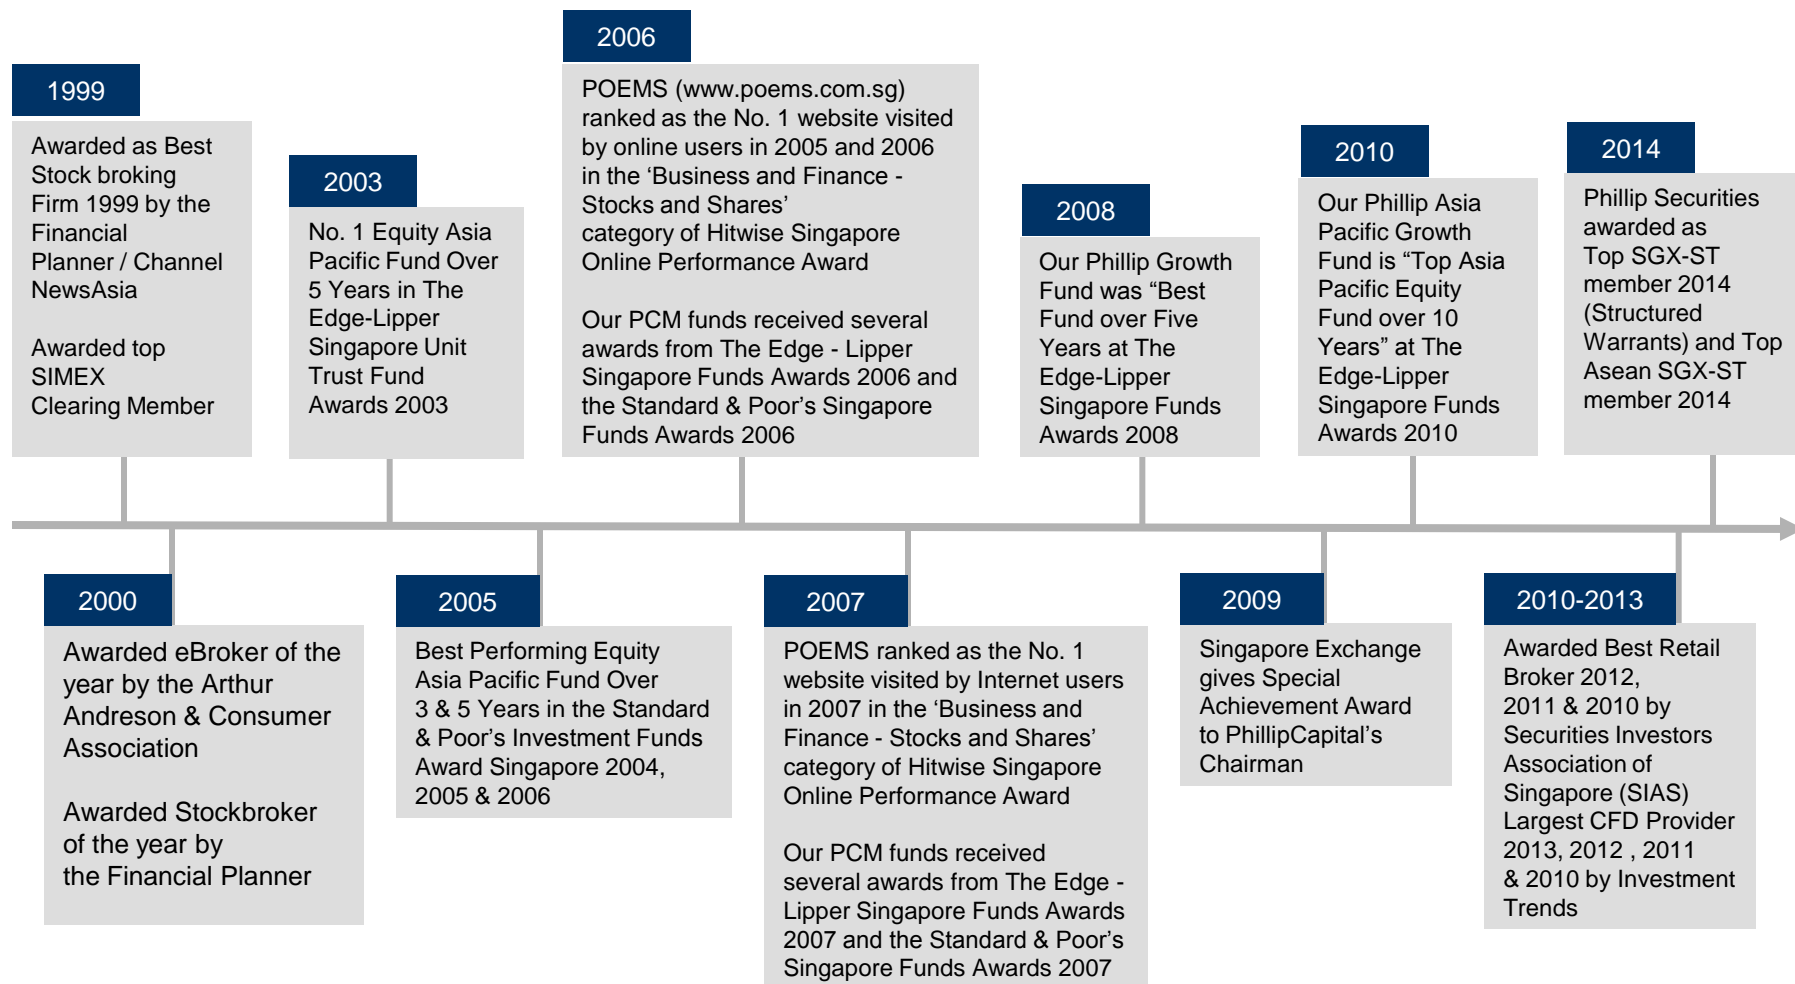 1999
Awarded as Best
Stock broking
Firm 1999 by the
Financial
Planner / Channel
NewsAsia
Awarded top
SIMEX
Clearing Member
2000
Awarded eBroker of the
year by the Arthur
Andreson & Consumer
Association
Awarded Stockbroker
of the year by
the Financial Planner
2003
No. 1 Equity Asia
Pacific Fund Over
5 Years in The
Edge-Lipper
Singapore Unit
Trust Fund
Awards 2003
2005
Best Performing Equity
Asia Pacific Fund Over
3 & 5 Years in the Standard
& Poor’s Investment Funds
Award Singapore 2004,
2005 & 2006
2006
POEMS (www.poems.com.sg)
ranked as the No. 1 website visited
by online users in 2005 and 2006
in the ‘Business and Finance -
Stocks and Shares’
category of Hitwise Singapore
Online Performance Award
Our PCM funds received several
awards from The Edge - Lipper
Singapore Funds Awards 2006 and
the Standard & Poor’s Singapore
Funds Awards 2006
2007
POEMS ranked as the No. 1
website visited by Internet users
in 2007 in the ‘Business and
Finance - Stocks and Shares’
category of Hitwise Singapore
Online Performance Award
Our PCM funds received
several awards from The Edge -
Lipper Singapore Funds Awards
2007 and the Standard & Poor’s
Singapore Funds Awards 2007
2008
Our Phillip Growth
Fund was “Best
Fund over Five
Years at The
Edge-Lipper
Singapore Funds
Awards 2008
2009
Singapore Exchange
gives Special
Achievement Award
to PhillipCapital’s
Chairman
2010
Our Phillip Asia
Pacific Growth
Fund is “Top Asia
Pacific Equity
Fund over 10
Years” at The
Edge-Lipper
Singapore Funds
Awards 2010
2010-2013
Awarded Best Retail
Broker 2012,
2011 & 2010 by
Securities Investors
Association of
Singapore (SIAS)
Largest CFD Provider
2013, 2012 , 2011
& 2010 by Investment
Trends
2014
Phillip Securities
awarded as
Top SGX-ST
member 2014
(Structured
Warrants) and Top
Asean SGX-ST
member 2014